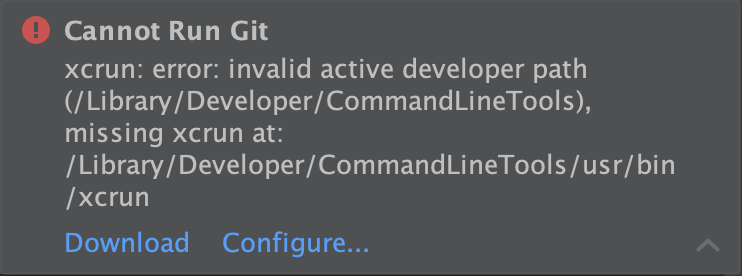 Cannot Run Git
xcrun: error: invalid active developer path
(/Library/Developer/CommandLineTools),
missing xcrun at:
/Library/Developer/CommandLineTools/usr/bin
/xcrun
Download Configure...